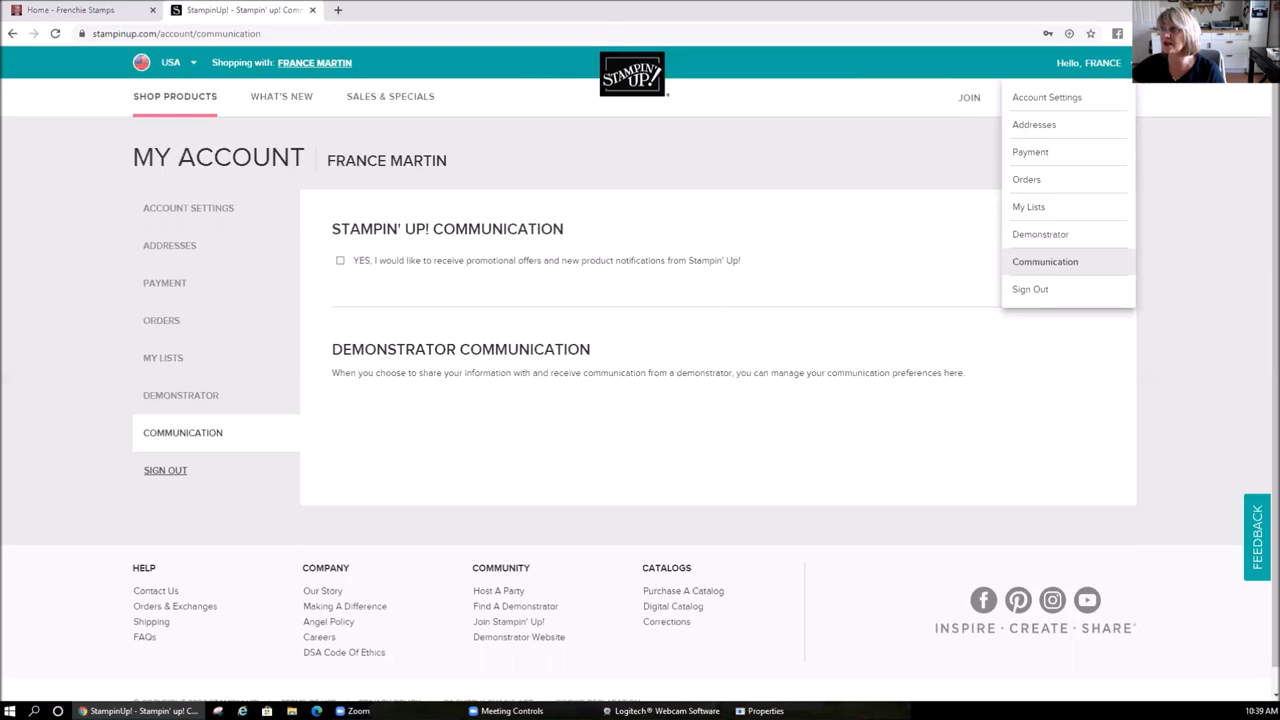 Home - Frenchie Stamps
StampinUp! - Stampin' up! Com
stampinup.com/account/communication
USA Shopping with: FRANCE MARTIN
STAMPIN' UP!
Hello, FRANCE
SHOP PRODUCTS WHAT'S NEW SALES & SPECIALS JOIN
Account Settings
Addresses
Payment
Orders
My Lists
Demonstrator
Communication
Sign Out
MY ACCOUNT FRANCE MARTIN
ACCOUNT SETTINGS
ADDRESSES
PAYMENT
ORDERS
MY LISTS
DEMONSTRATOR
COMMUNICATION
SIGN OUT
STAMPIN' UP! COMMUNICATION
YES, I would like to receive promotional offers and new product notifications from Stampin' Up!
DEMONSTRATOR COMMUNICATION
When you choose to share your information with and receive communication from a demonstrator, you can manage your communication preferences here.
FEEDBACK
HELP
Contact Us
Orders & Exchanges
Shipping
FAQs
COMPANY
Our Story
Making A Difference
Angel Policy
Careers
DSA Code Of Ethics
COMMUNITY
Host A Party
Find A Demonstrator
Join Stampin' Up!
Demonstrator Website
CATALOGS
Purchase A Catalog
Digital Catalog
Corrections
INSPIRE · CREATE · SHARE®
StampinUp! - Stampin' up! C...
Zoom
Meeting Controls
Logitech® Webcam Software
Properties
10:39 AM